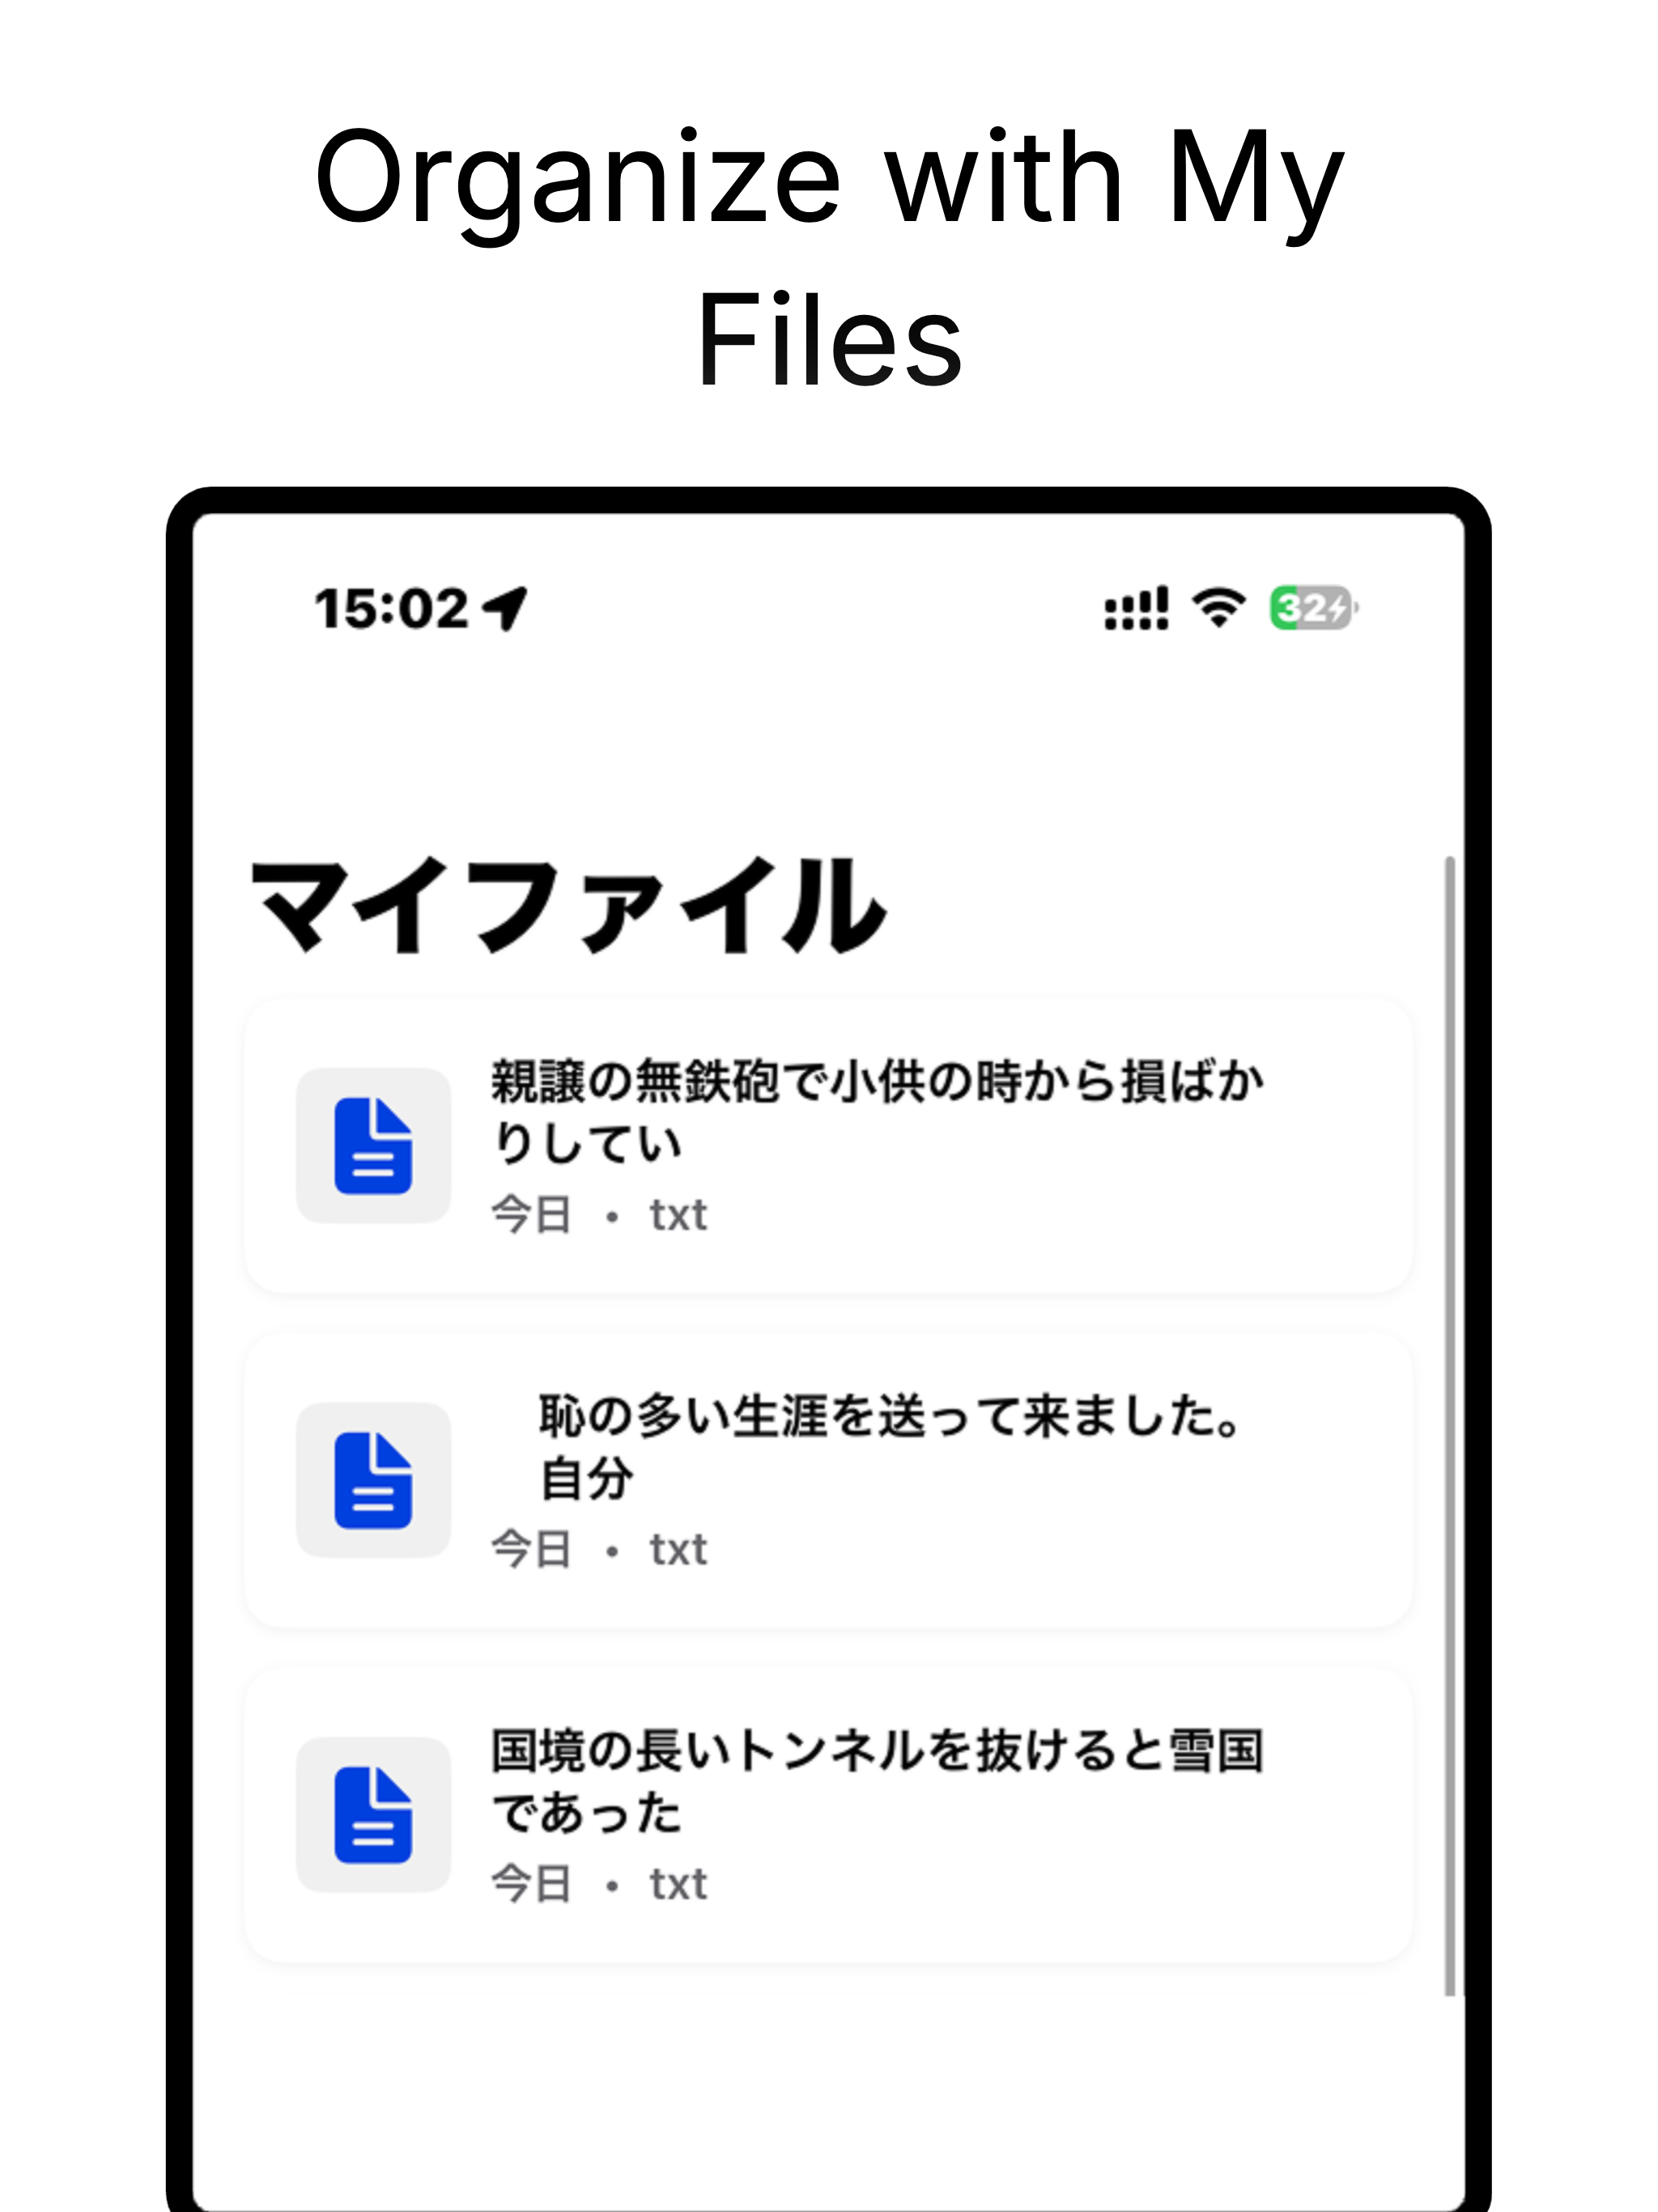 Organize with My
Files
15:02
32
マイファイル
親譲の無鉄砲で小供の時から損ばか
りしてい
今日 • txt
恥の多い生涯を送って来ました。
自分
今日 • txt
国境の長いトンネルを抜けると雪国
であった
今日 • txt